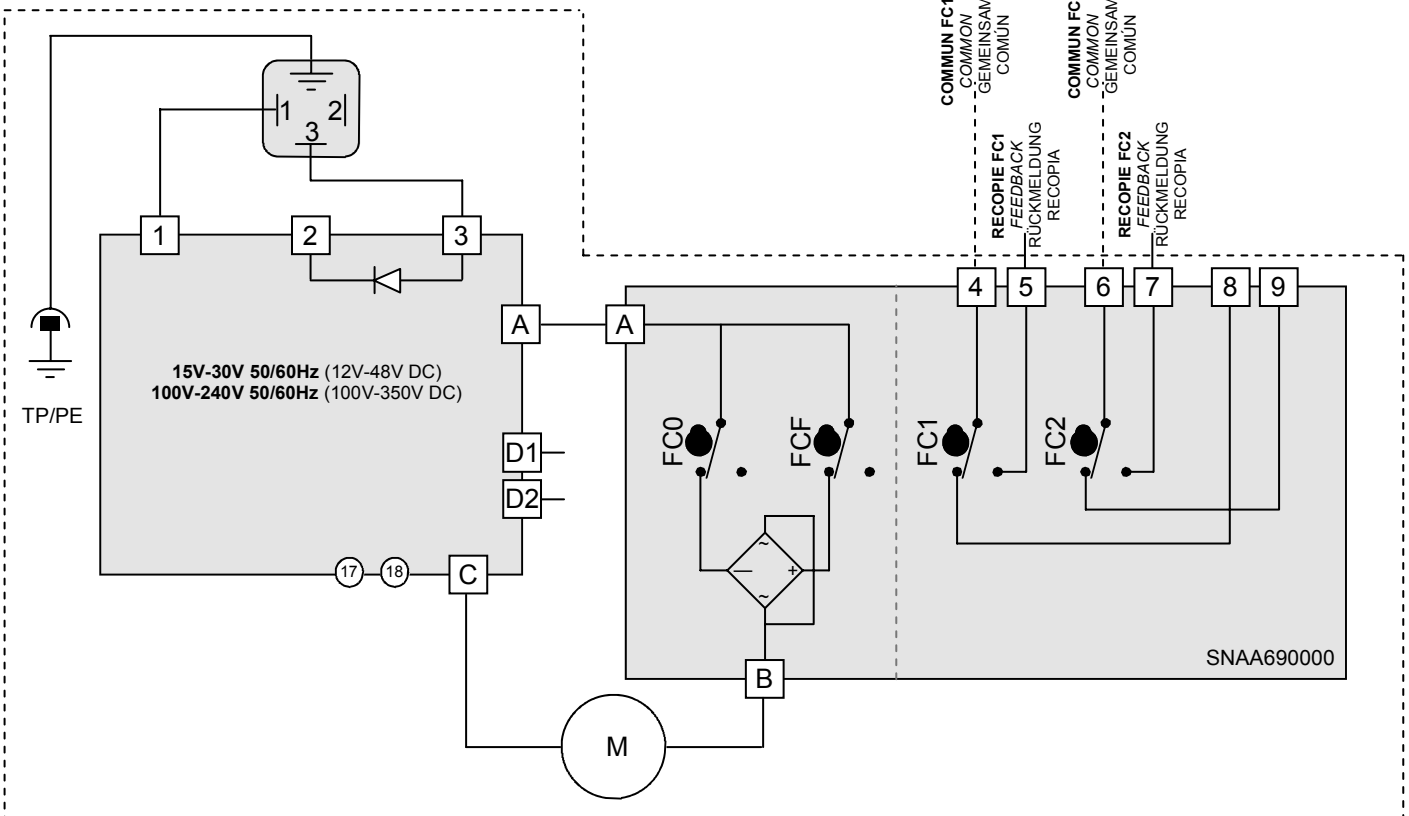 COMMUN FC1
COMMON
GEMEINSAM
COMÚN
COMMUN FC
COMMON
GEMEINSAM
COMÚN
RECOPIE FC1
FEEDBACK
RÜCKMELDUNG
RECOPIA
RECOPIE FC2
FEEDBACK
RÜCKMELDUNG
RECOPIA
1 2
3
1 2 3
4 5 6 7 8 9
A A
15V-30V 50/60Hz (12V-48V DC)
100V-240V 50/60Hz (100V-350V DC)
TP/PE
FC0 FCF FC1 FC2
D1
D2
~
— +
~
17 18 C
SNAA690000
B
M